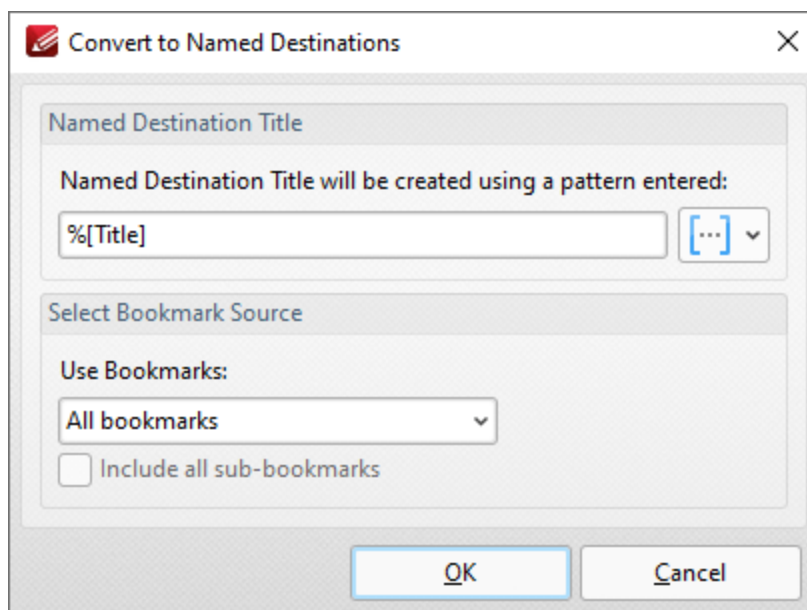 Convert to Named Destinations
Named Destination Title
Named Destination Title will be created using a pattern entered:
%[Title]
[...]
Select Bookmark Source
Use Bookmarks:
All bookmarks
Include all sub-bookmarks
OK Cancel